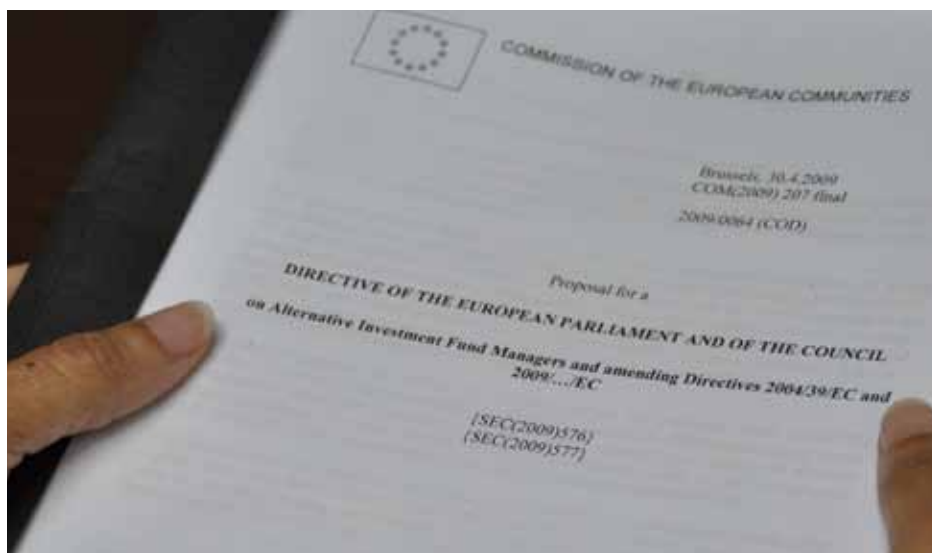 COMMISSION OF THE EUROPEAN COMMUNITIES
Brussels, 30.4.2009
COM(2009) 207 final
2009/0064 (COD)
Proposal for a
DIRECTIVE OF THE EUROPEAN PARLIAMENT AND OF THE COUNCIL
on Alternative Investment Fund Managers and amending Directives 2004/39/EC and
2009/.../EC
{SEC(2009)576}
{SEC(2009)577}